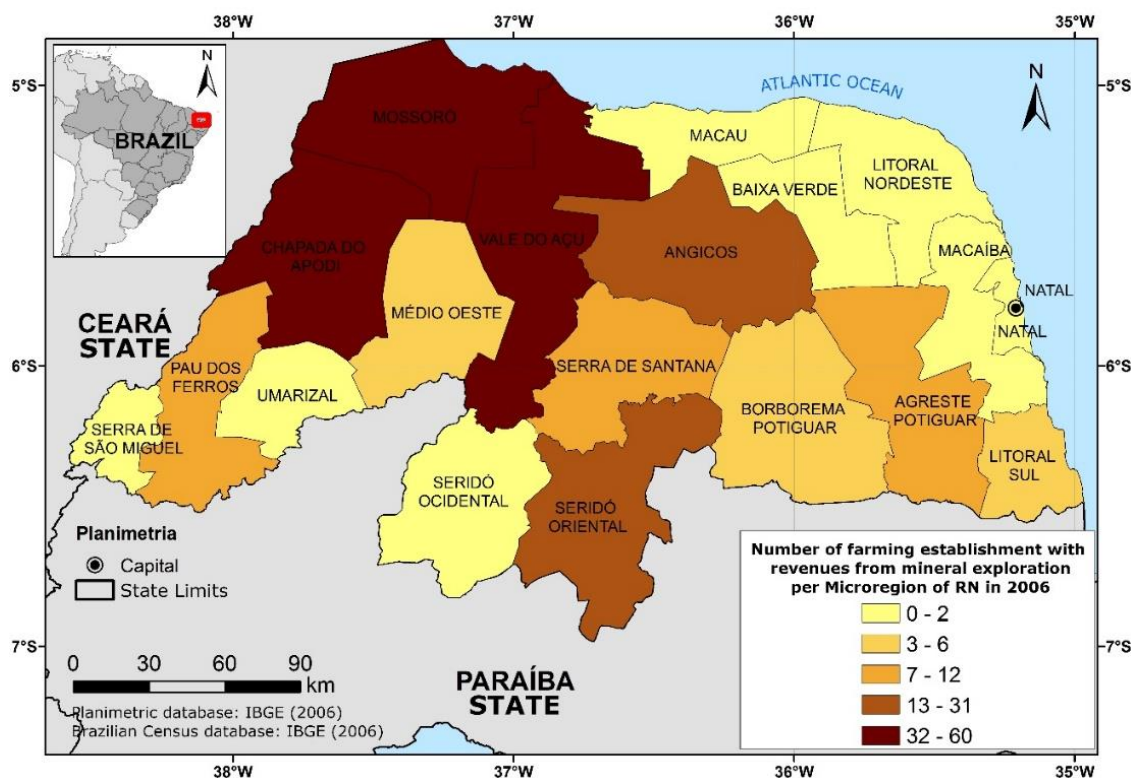 38°W
37°W
36°W
35°W
N
BRAZIL
5°S
5°S
ATLANTIC OCEAN
N
MOSSORÓ
MACAU
LITORAL
NORDESTE
BAIXA VERDE
CHAPADA DO
APODI
VALE DO AÇU
ANGICOS
MACAÍBA
NATAL
NATAL
MÉDIO OESTE
CEARÁ
STATE
PAU DOS
FERROS
SERRA DE SANTANA
6°S
6°S
UMARIZAL
BORBOREMA
POTIGUAR
AGRESTE
POTIGUAR
SERRA DE
SÃO MIGUEL
LITORAL
SUL
SERIDÓ
OCIDENTAL
SERIDÓ
ORIENTAL
Planimetria
Capital
State Limits
Number of farming establishment with
revenues from mineral exploration
per Microregion of RN in 2006
0 - 2
3 - 6
7 - 12
13 - 31
32 - 60
7°S
7°S
0 30 60 90
km
PARAÍBA
STATE
Planimetric database: IBGE (2006)
Brazilian Census database: IBGE (2006)
38°W
37°W
36°W
35°W